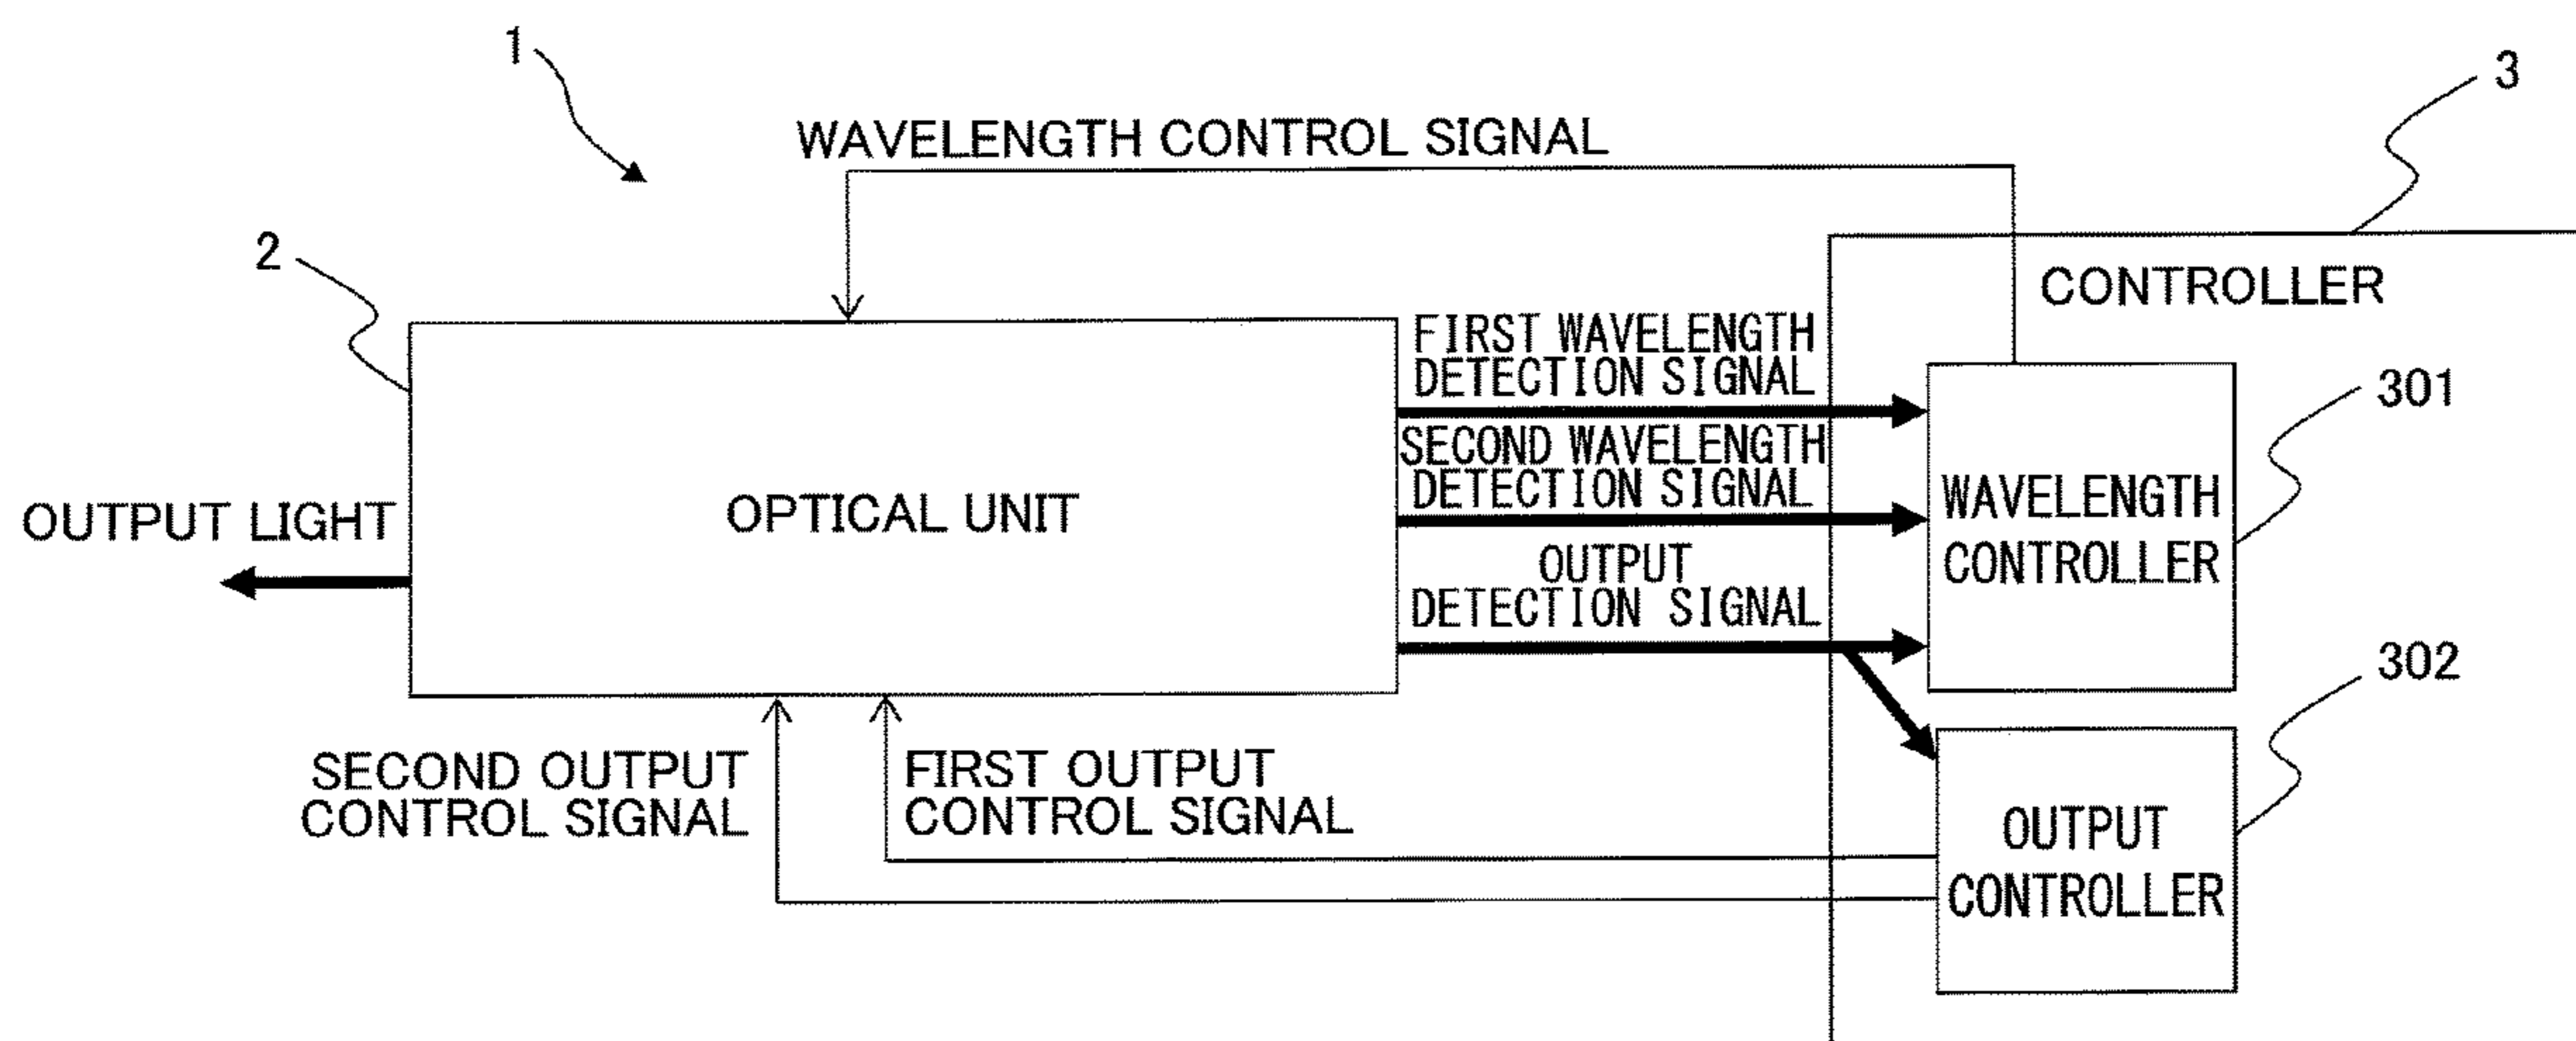 1
3
WAVELENGTH CONTROL SIGNAL
2
CONTROLLER
FIRST WAVELENGTH
DETECTION SIGNAL
301
SECOND WAVELENGTH
DETECTION SIGNAL
WAVELENGTH
CONTROLLER
OPTICAL UNIT
OUTPUT LIGHT
OUTPUT
DETECTION SIGNAL
302
SECOND OUTPUT
CONTROL SIGNAL
FIRST OUTPUT
CONTROL SIGNAL
OUTPUT
CONTROLLER